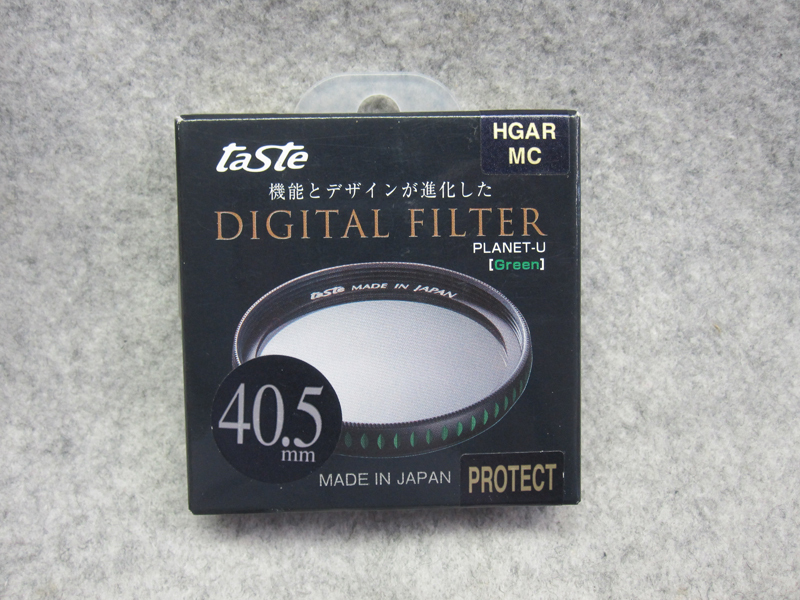 HGAR
MC
taste
機能とデザインが進化した
DIGITAL FILTER
PLANET-U
[Green]
taste MADE IN JAPAN
40.5
mm
MADE IN JAPAN
PROTECT